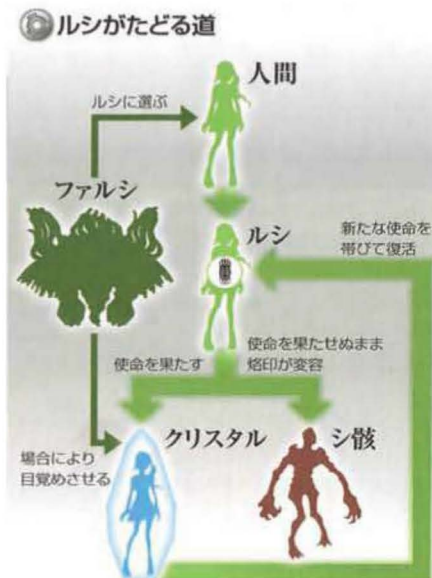 ルシがたどる道
人間
ルシに選ぶ
ファルシ
ルシ
新たな使命を
帯びて復活
使命を果たす
使命を果たせぬまま
烙印が変容
クリスタル
シ骸
場合により
目覚めさせる